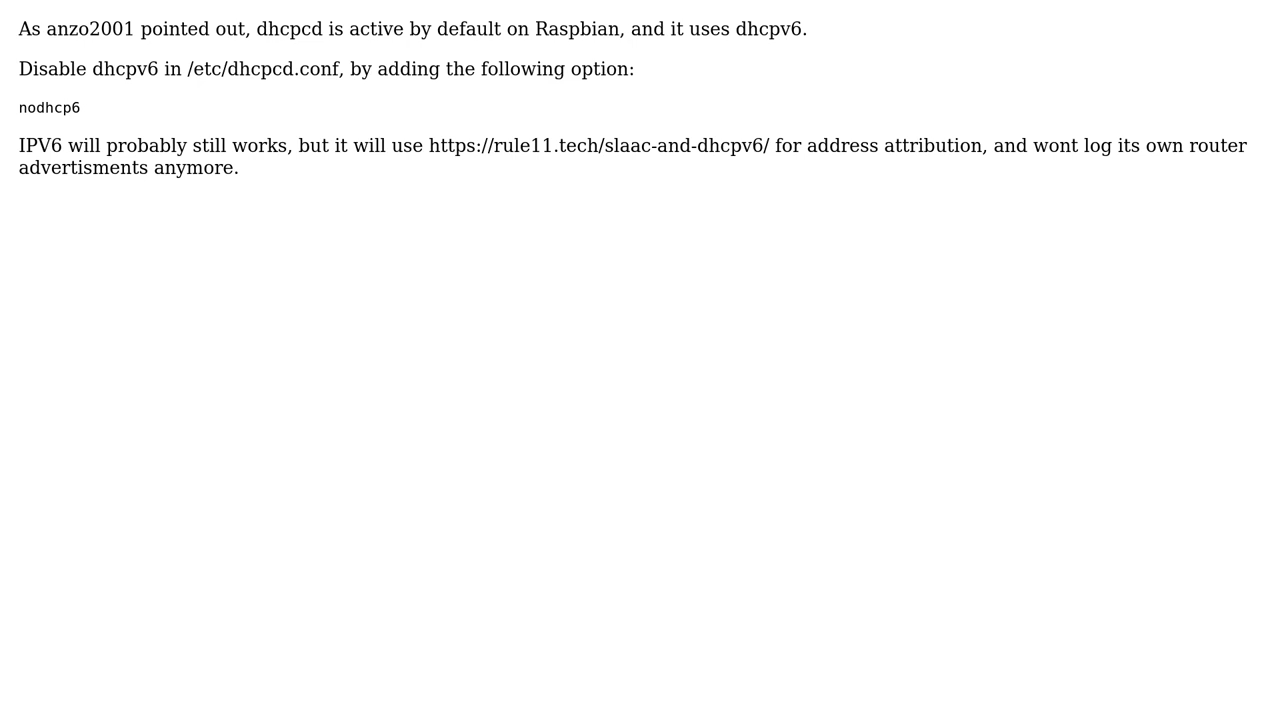 As anzo2001 pointed out, dhcpcd is active by default on Raspbian, and it uses dhcpv6.
Disable dhcpv6 in /etc/dhcpcd.conf, by adding the following option:
nodhcp6
IPV6 will probably still works, but it will use https://rule11.tech/slaac-and-dhcpv6/ for address attribution, and wont log its own router
advertisments anymore.